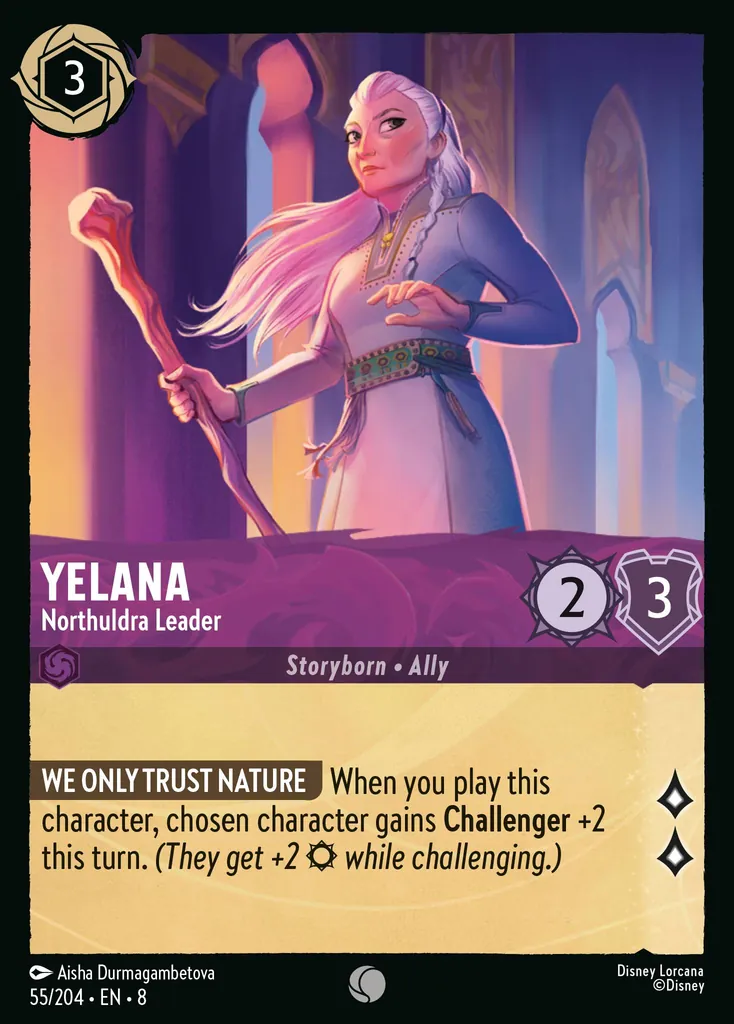 3
YELANA
Northuldra Leader
2
3
Storyborn • Ally
WE ONLY TRUST NATURE When you play this
character, chosen character gains Challenger +2
this turn. (They get +2 while challenging.)
Aisha Durmagambetova
55/204 • EN • 8
Disney Lorcana
©Disney